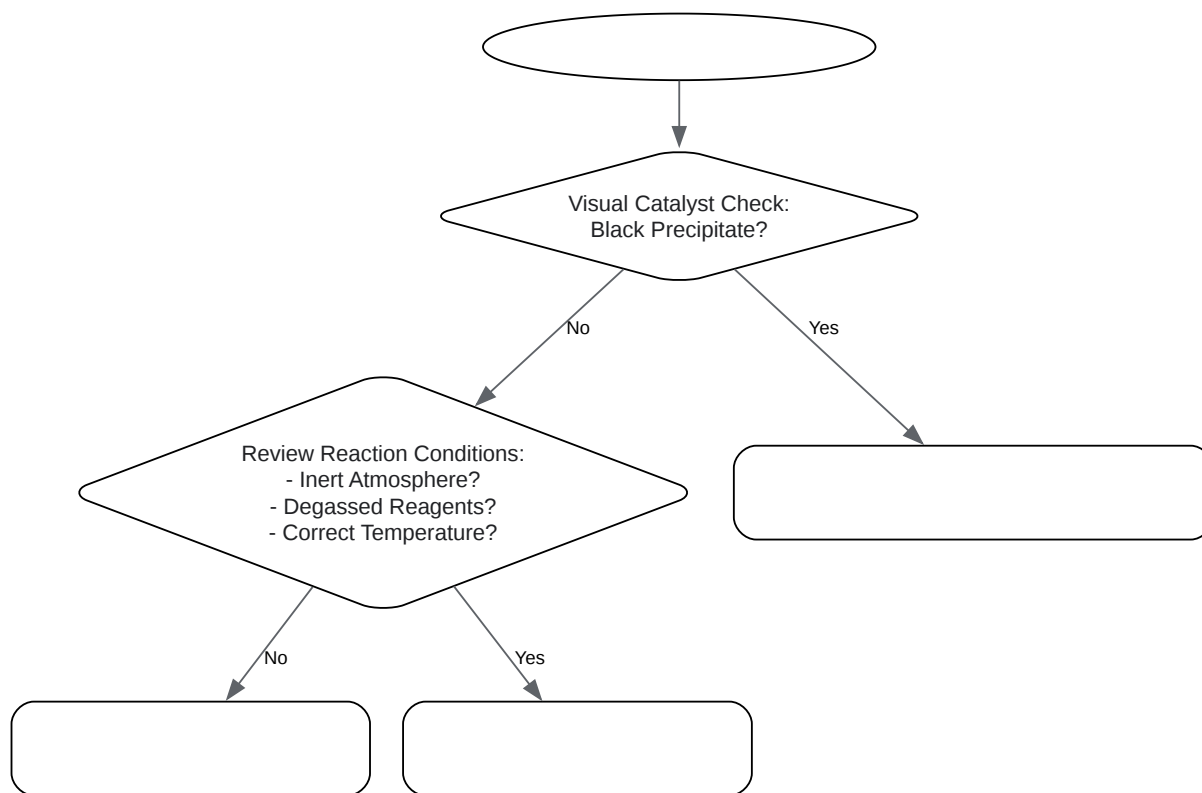 Visual Catalyst Check:
Black Precipitate?
No
Yes
Review Reaction Conditions:
- Inert Atmosphere?
- Degassed Reagents?
- Correct Temperature?
No
Yes